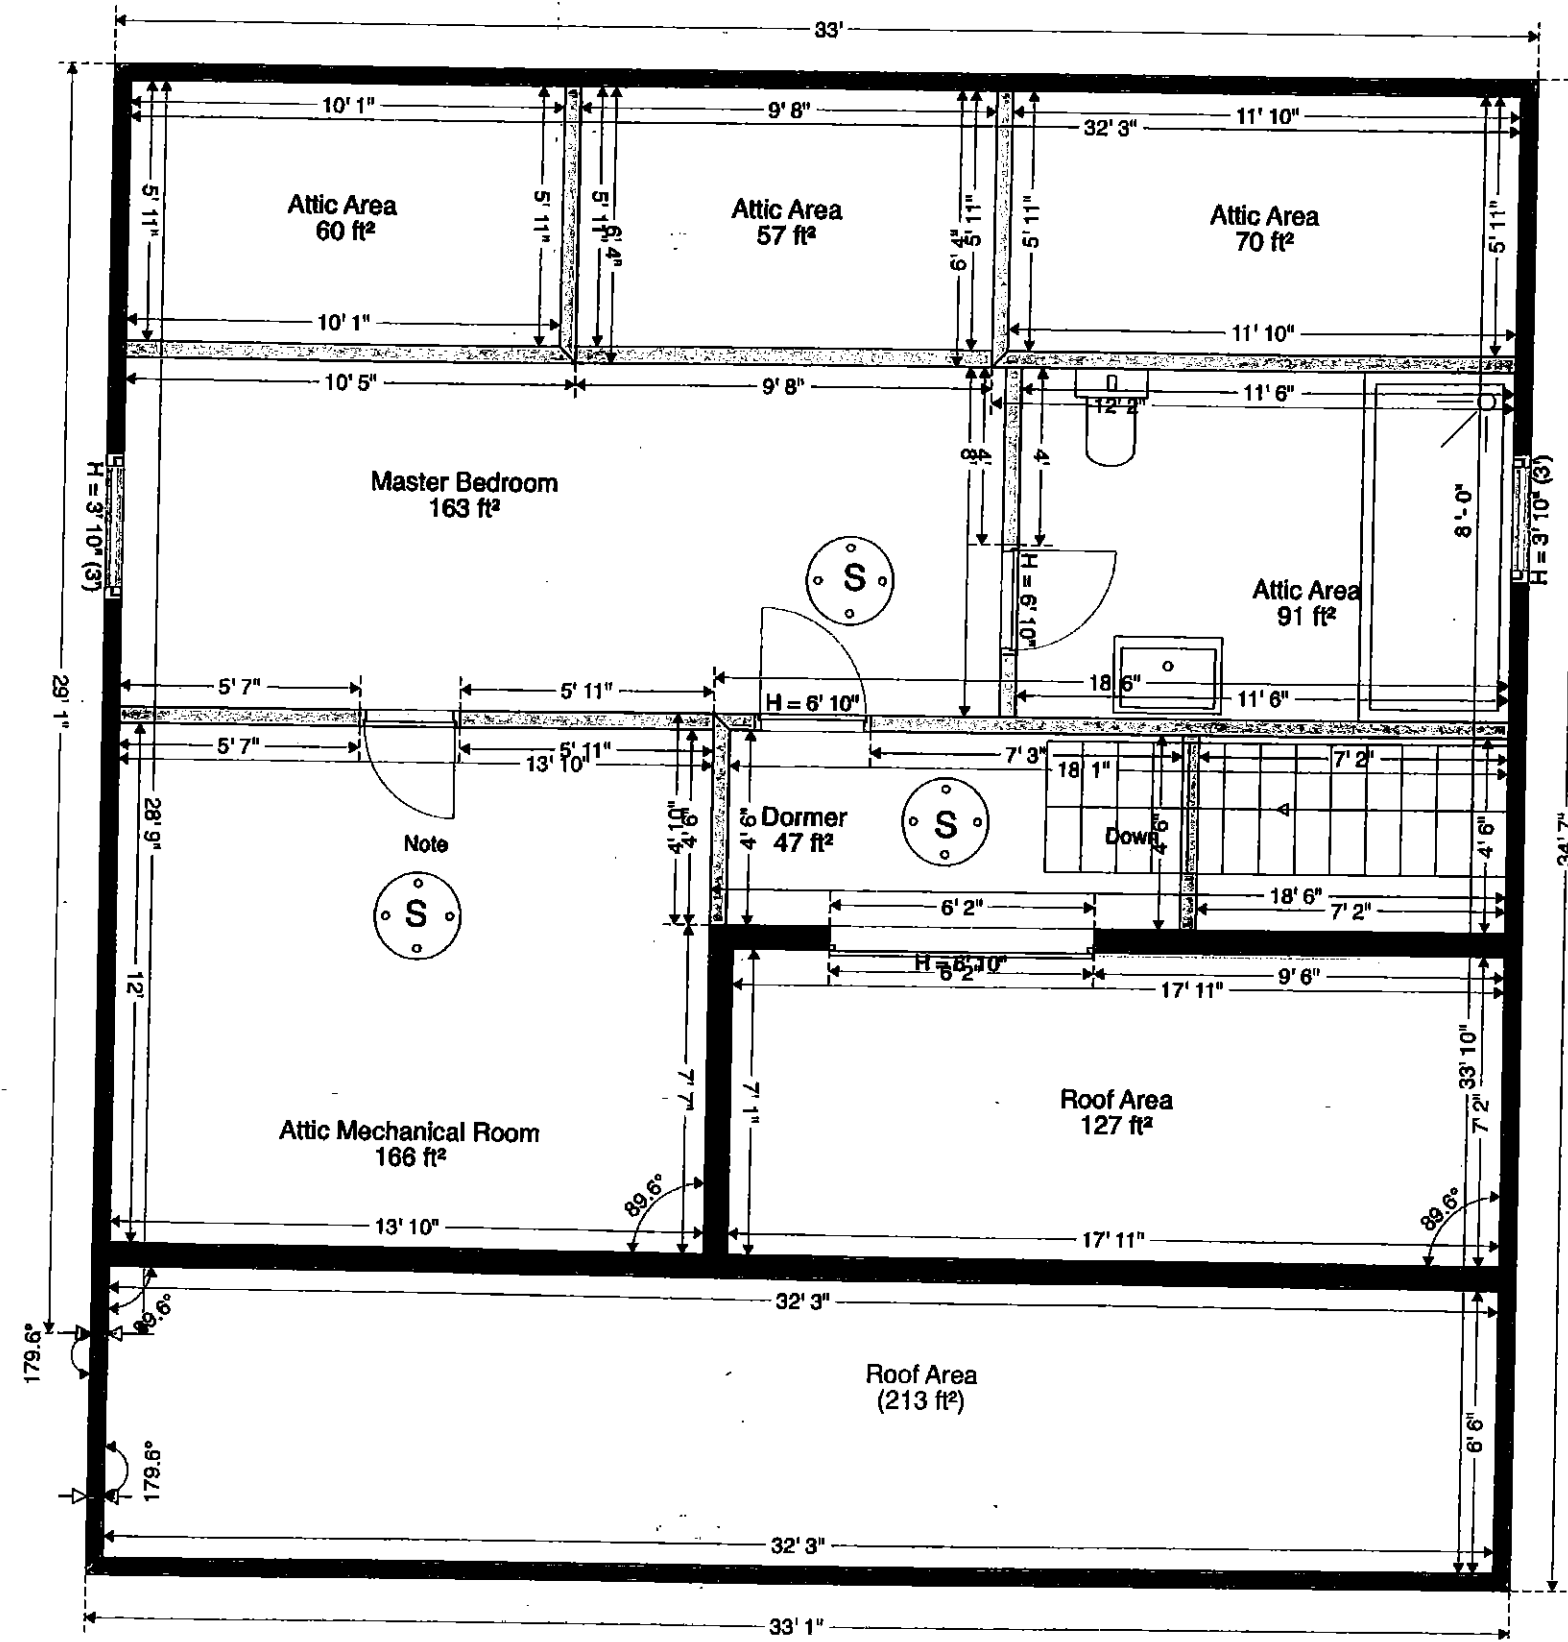 33'
10' 1"
9' 8"
11' 10"
32' 3"
5' 11"
Attic Area
60 ft²
5' 11"
5' 11"
6' 4"
Attic Area
57 ft²
6' 4"
5' 11"
5' 11"
Attic Area
70 ft²
5' 11"
10' 1"
11' 10"
10' 5"
9' 8"
11' 6"
12' 2"
H = 3' 10" (3')
Master Bedroom
163 ft²
8'
4'
4'
8'-0"
H = 3' 10" (3')
S
H = 6' 10"
Attic Area
91 ft²
29' 1"
5' 7"
5' 11"
H = 6' 10"
18' 6"
11' 6"
5' 7"
5' 11"
13' 10"
7' 3"
18' 1"
7' 2"
28' 9"
Note
4' 10"
4' 6"
4' 6"
Dormer
47 ft²
S
Down
4' 6"
4' 6"
34' 7"
S
6' 2"
18' 6"
7' 2"
12'
H = 6' 10"
6' 2"
9' 6"
17' 11"
33' 10"
7' 7"
7' 1"
Roof Area
127 ft²
7' 2"
Attic Mechanical Room
166 ft²
89.6°
89.6°
13' 10"
17' 11"
32' 3"
89.6°
179.6°
Roof Area
(213 ft²)
6' 6"
179.6°
32' 3"
33' 1"